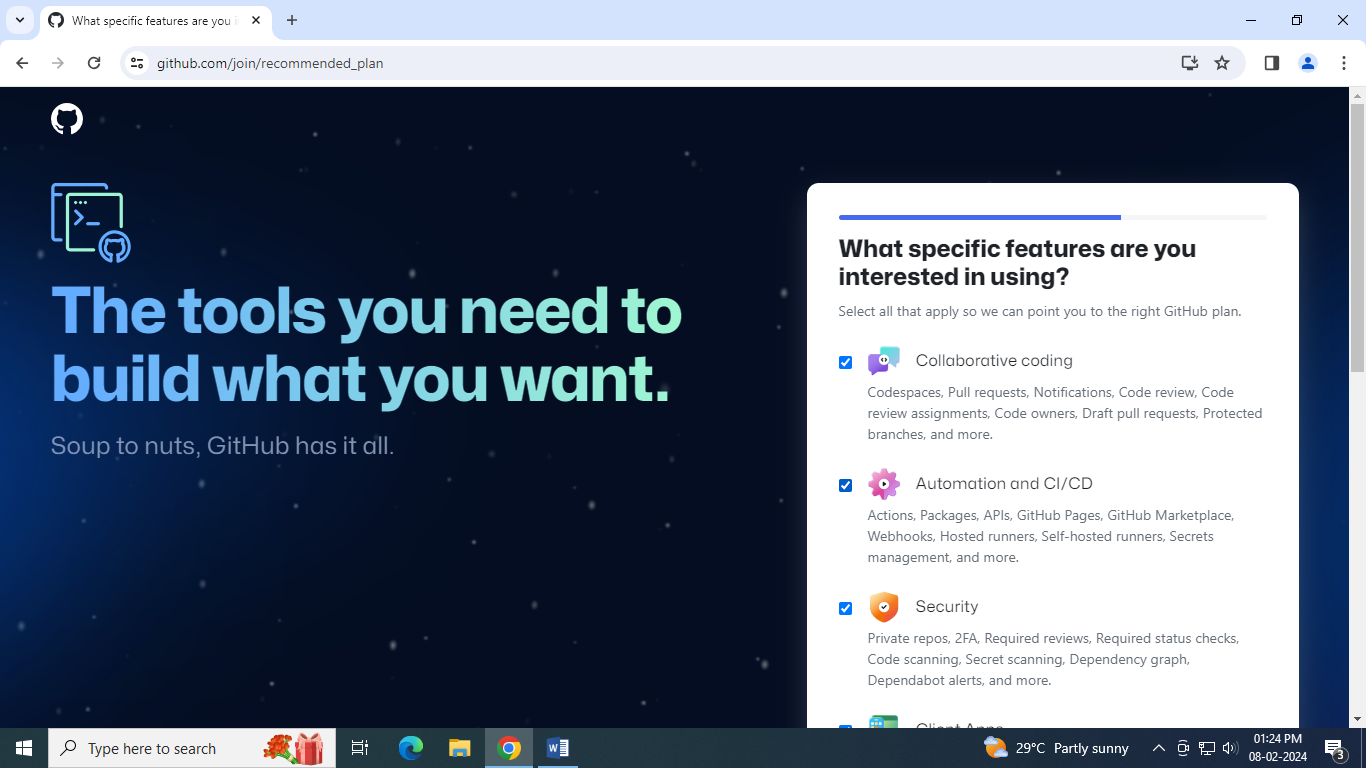 What specific features are you i
github.com/join/recommended_plan
The tools you need to
build what you want.
Soup to nuts, GitHub has it all.
What specific features are you
interested in using?
Select all that apply so we can point you to the right GitHub plan.
Collaborative coding
Codespaces, Pull requests, Notifications, Code review, Code
review assignments, Code owners, Draft pull requests, Protected
branches, and more.
Automation and CI/CD
Actions, Packages, APIs, GitHub Pages, GitHub Marketplace,
Webhooks, Hosted runners, Self-hosted runners, Secrets
management, and more.
Security
Private repos, 2FA, Required reviews, Required status checks,
Code scanning, Secret scanning, Dependency graph,
Dependabot alerts, and more.
Client Apps
Type here to search
29°C Partly sunny
01:24 PM
08-02-2024
3